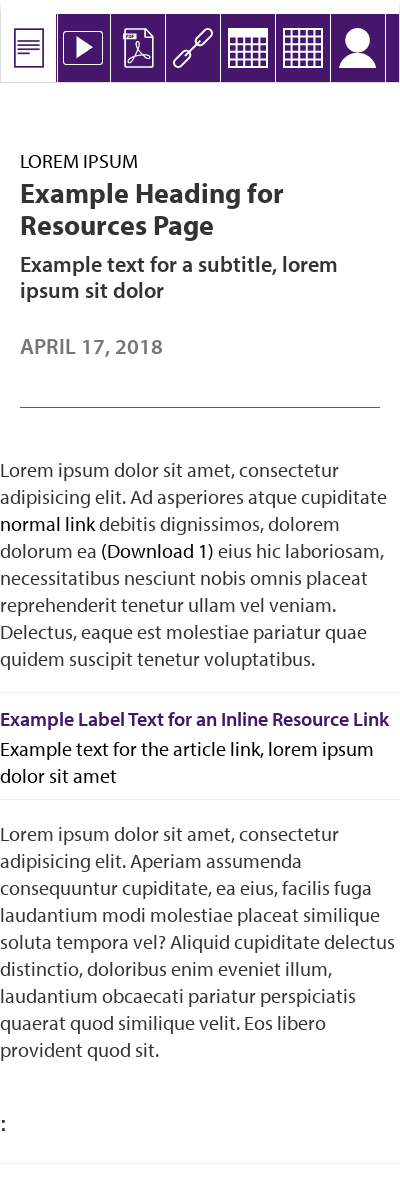 PDF
LOREM IPSUM
Example Heading for
Resources Page
Example text for a subtitle, lorem
ipsum sit dolor
APRIL 17, 2018
Lorem ipsum dolor sit amet, consectetur
adipisicing elit. Ad asperiores atque cupiditate
normal link debitis dignissimos, dolorem
dolorum ea (Download 1) eius hic laboriosam,
necessitatibus nesciunt nobis omnis placeat
reprehenderit tenetur ullam vel veniam.
Delectus, eaque est molestiae pariatur quae
quidem suscipit tenetur voluptatibus.
Example Label Text for an Inline Resource Link
Example text for the article link, lorem ipsum
dolor sit amet
Lorem ipsum dolor sit amet, consectetur
adipisicing elit. Aperiam assumenda
consequuntur cupiditate, ea eius, facilis fuga
laudantium modi molestiae placeat similique
soluta tempora vel? Aliquid cupiditate delectus
distinctio, doloribus enim eveniet illum,
laudantium obcaecati pariatur perspiciatis
quaerat quod similique velit. Eos libero
provident quod sit.
: